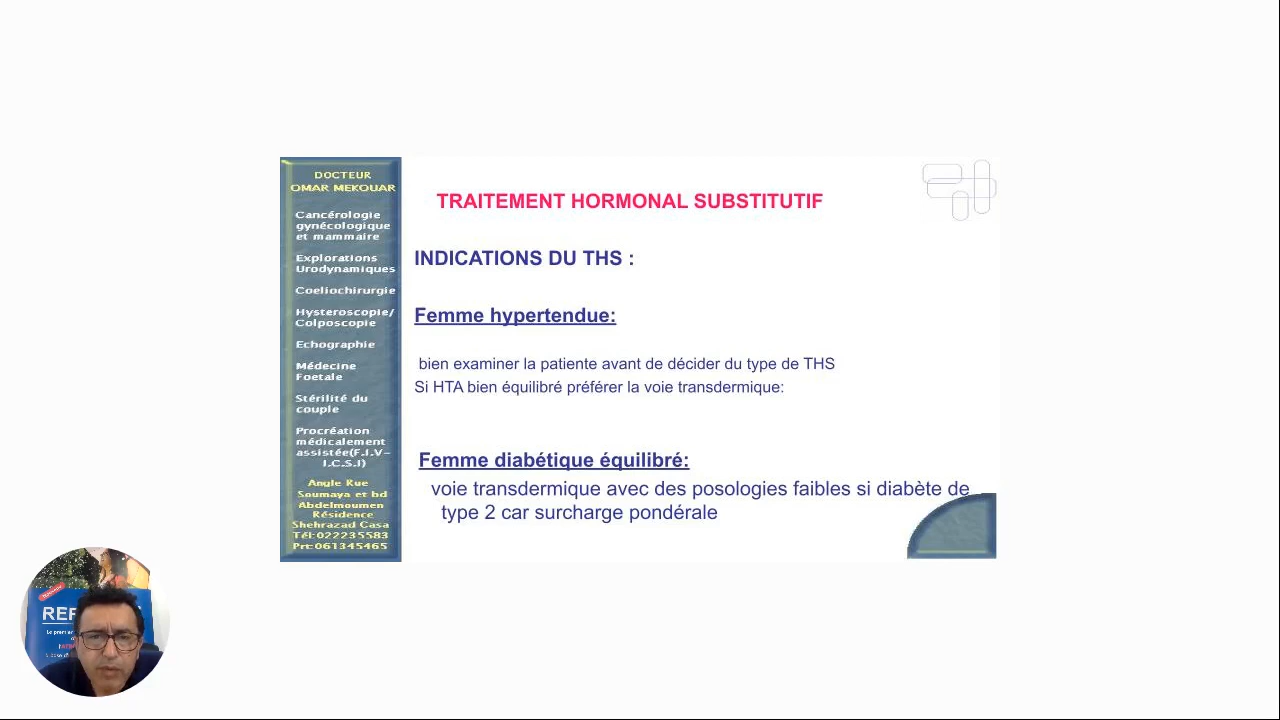 DOCTEUR
OMAR MEKOUAR
Cancérologie
gynécologique
et mammaire
Explorations
Urodynamiques
Coeliochirurgie
Hysteroscopie/
Colposcopie
Echographie
Médecine
Foetale
Stérilité du
couple
Procréation
médicalement
assistée(F.I.V-
I.C.S.I)
Angle Rue
Soumaya et bd
Abdelmoumen
Résidence
Shehrazad Casa
Tél:022235583
Prt:061345465
TRAITEMENT HORMONAL SUBSTITUTIF
INDICATIONS DU THS :
Femme hypertendue:
bien examiner la patiente avant de décider du type de THS
Si HTA bien équilibré préférer la voie transdermique:
Femme diabétique équilibré:
voie transdermique avec des posologies faibles si diabète de
type 2 car surcharge pondérale
Le premier